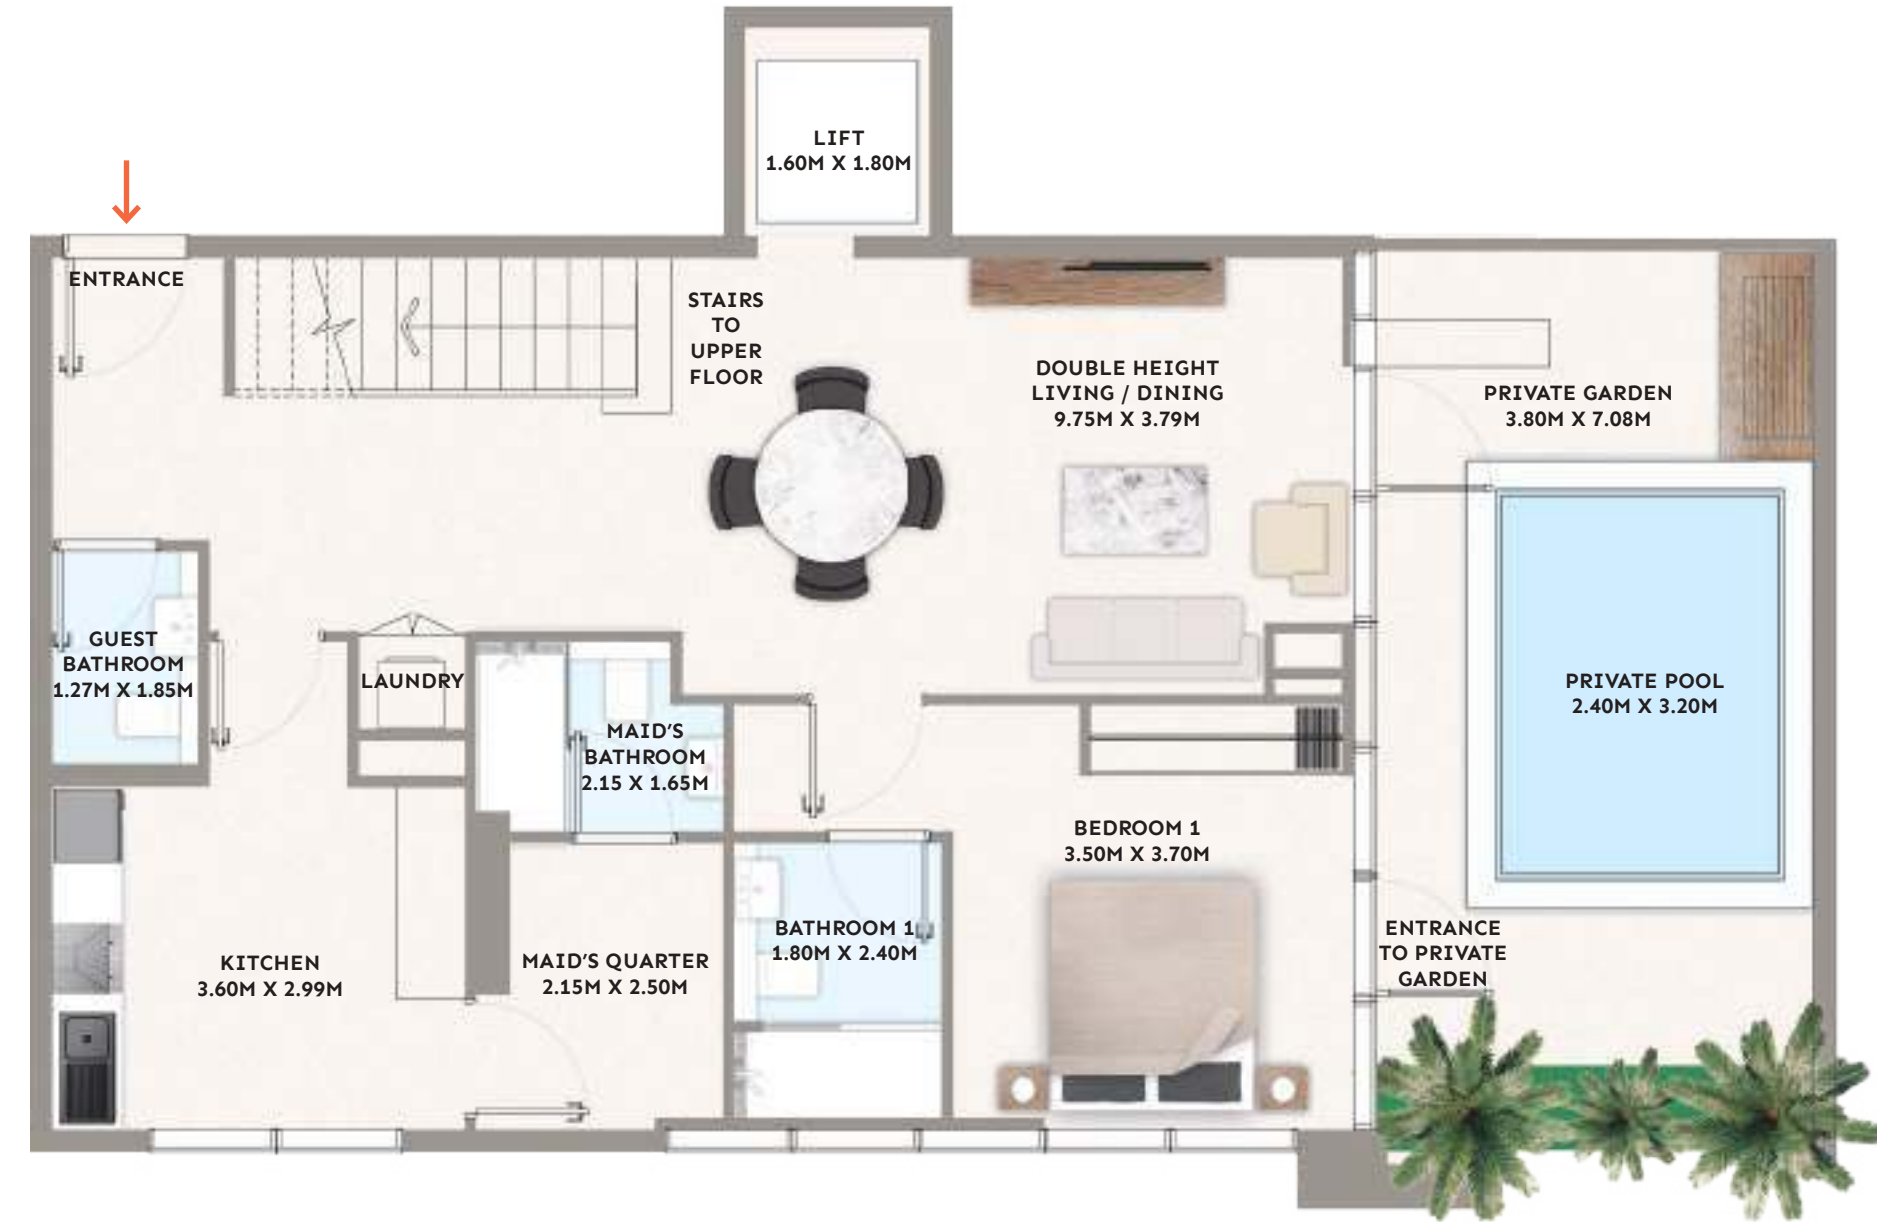 LIFT
1.60M X 1.80M
ENTRANCE
STAIRS
TO
UPPER
FLOOR
DOUBLE HEIGHT
LIVING / DINING
9.75M X 3.79M
PRIVATE GARDEN
3.80M X 7.08M
GUEST
BATHROOM
1.27M X 1.85M
LAUNDRY
MAID’S
BATHROOM
2.15 X 1.65M
PRIVATE POOL
2.40M X 3.20M
BEDROOM 1
3.50M X 3.70M
KITCHEN
3.60M X 2.99M
MAID’S QUARTER
2.15M X 2.50M
BATHROOM 1
1.80M X 2.40M
ENTRANCE
TO PRIVATE
GARDEN